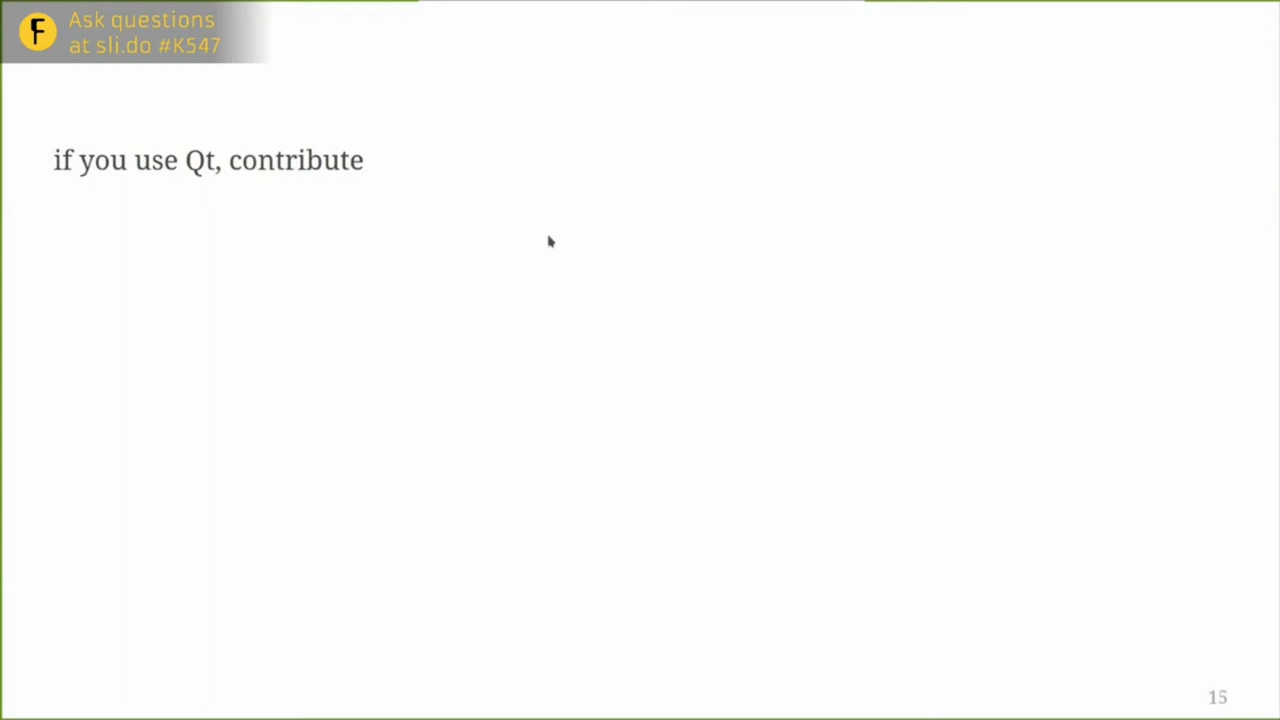 F
Ask questions
at sli.do #K547
if you use Qt, contribute
15